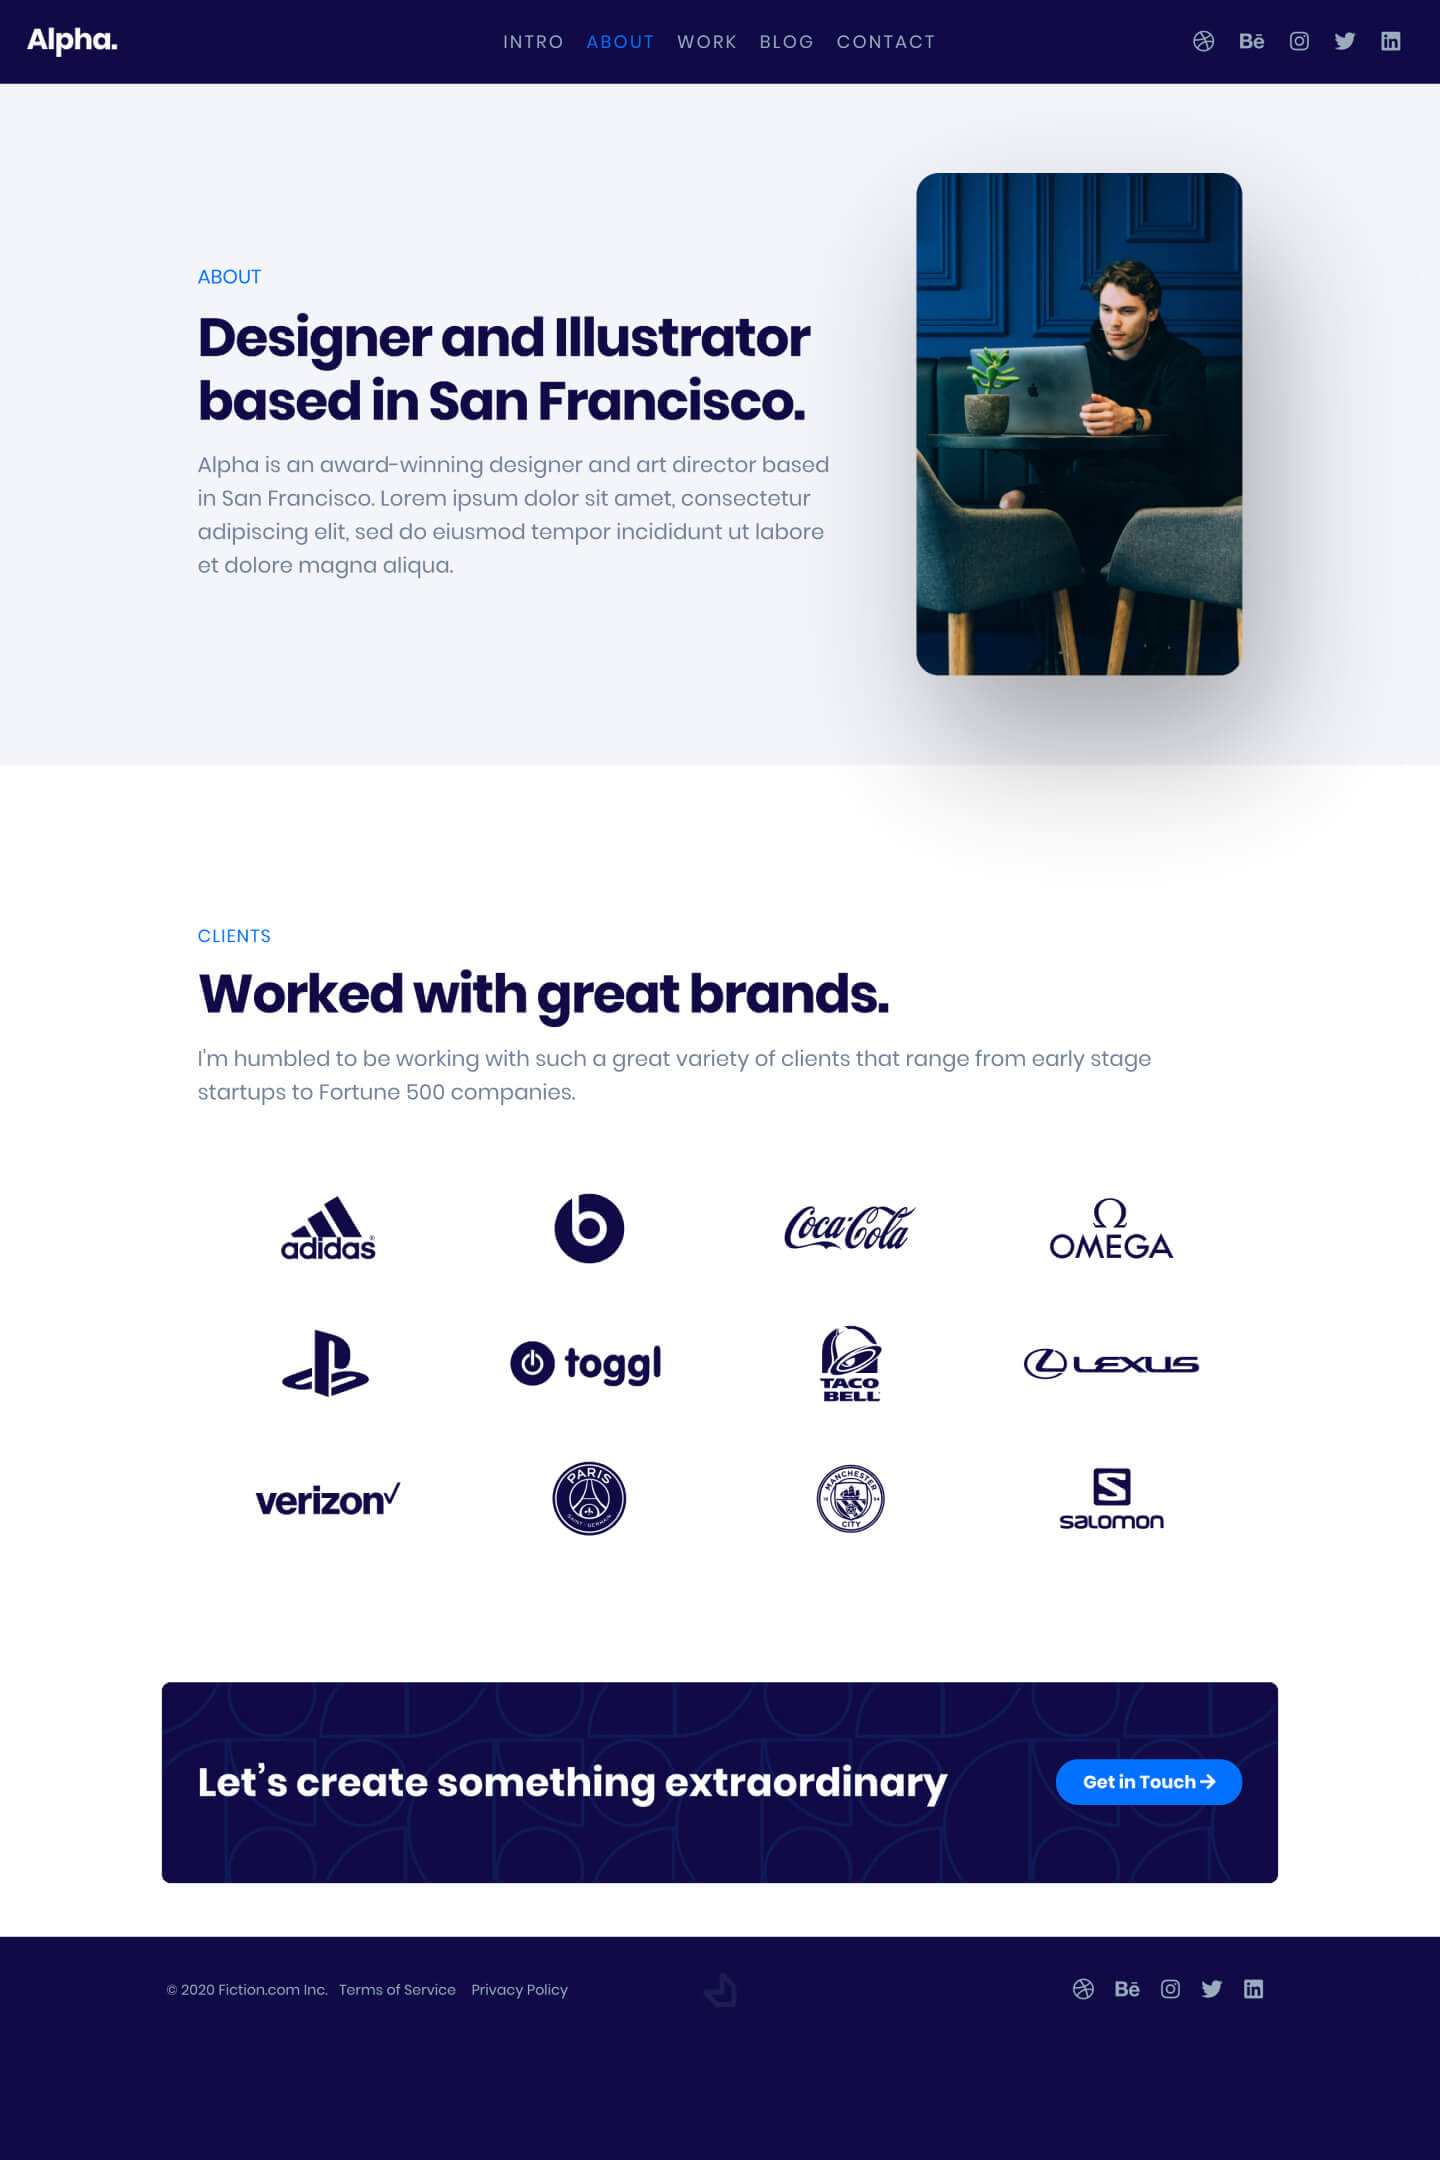 Alpha.
INTRO ABOUT WORK BLOG CONTACT
Bē
ABOUT
Designer and Illustrator
based in San Francisco.
Alpha is an award-winning designer and art director based
in San Francisco. Lorem ipsum dolor sit amet, consectetur
adipiscing elit, sed do eiusmod tempor incididunt ut labore
et dolore magna aliqua.
CLIENTS
Worked with great brands.
I'm humbled to be working with such a great variety of clients that range from early stage
startups to Fortune 500 companies.
adidas
b
Coca-Cola
Ω
OMEGA
toggl
TACO
BELL
LEXUS
verizon
PARIS
SAINT-GERMAIN
MANCHESTER
18 94
CITY
S
SALOMON
Let’s create something extraordinary
Get in Touch
© 2020 Fiction.com Inc. Terms of Service Privacy Policy
Bē